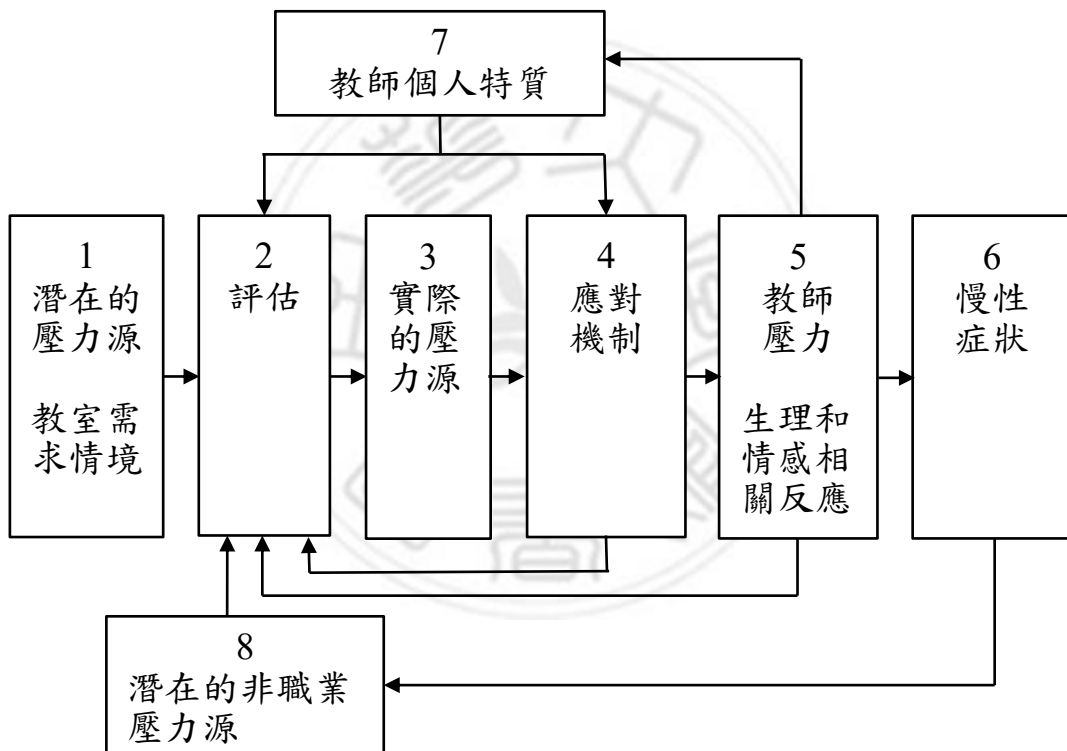 7
教師個人特質
1
潛在的
壓力源
教室需
求情境
2
評估
3
實際
的壓
力源
4
應對
機制
5
教師
壓力
生理和
情感相
關反應
6
慢性
症狀
8
潛在的非職業
壓力源